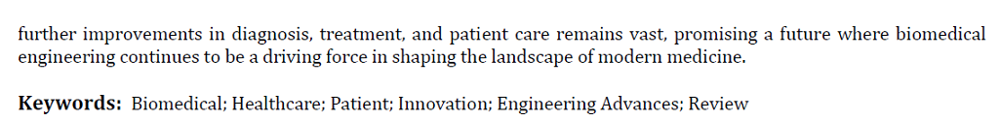 further improvements in diagnosis, treatment, and patient care remains vast, promising a future where biomedical
engineering continues to be a driving force in shaping the landscape of modern medicine.
Keywords: Biomedical; Healthcare; Patient; Innovation; Engineering Advances; Review